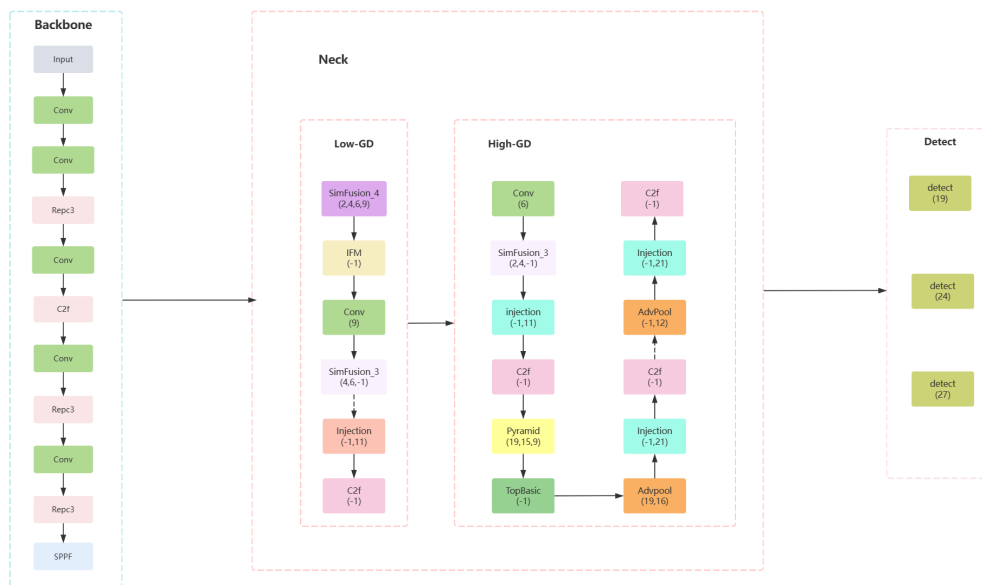 Backbone
Input
Conv
Conv
Repc3
Conv
C2f
Conv
Repc3
Conv
Repc3
SPPF
Neck
Low-GD
SimFusion_4
(2,4,6,9)
IFM
(-1)
Conv
(9)
SimFusion_3
(4,6,-1)
Injection
(-1,11)
C2f
(-1)
High-GD
Conv
(6)
SimFusion_3
(2,4,-1)
injection
(-1,11)
C2f
(-1)
Pyramid
(19,15,9)
TopBasic
(-1)
C2f
(-1)
Injection
(-1,21)
AdvPool
(-1,12)
C2f
(-1)
Injection
(-1,21)
Advpool
(19,16)
Detect
detect
(19)
detect
(24)
detect
(27)